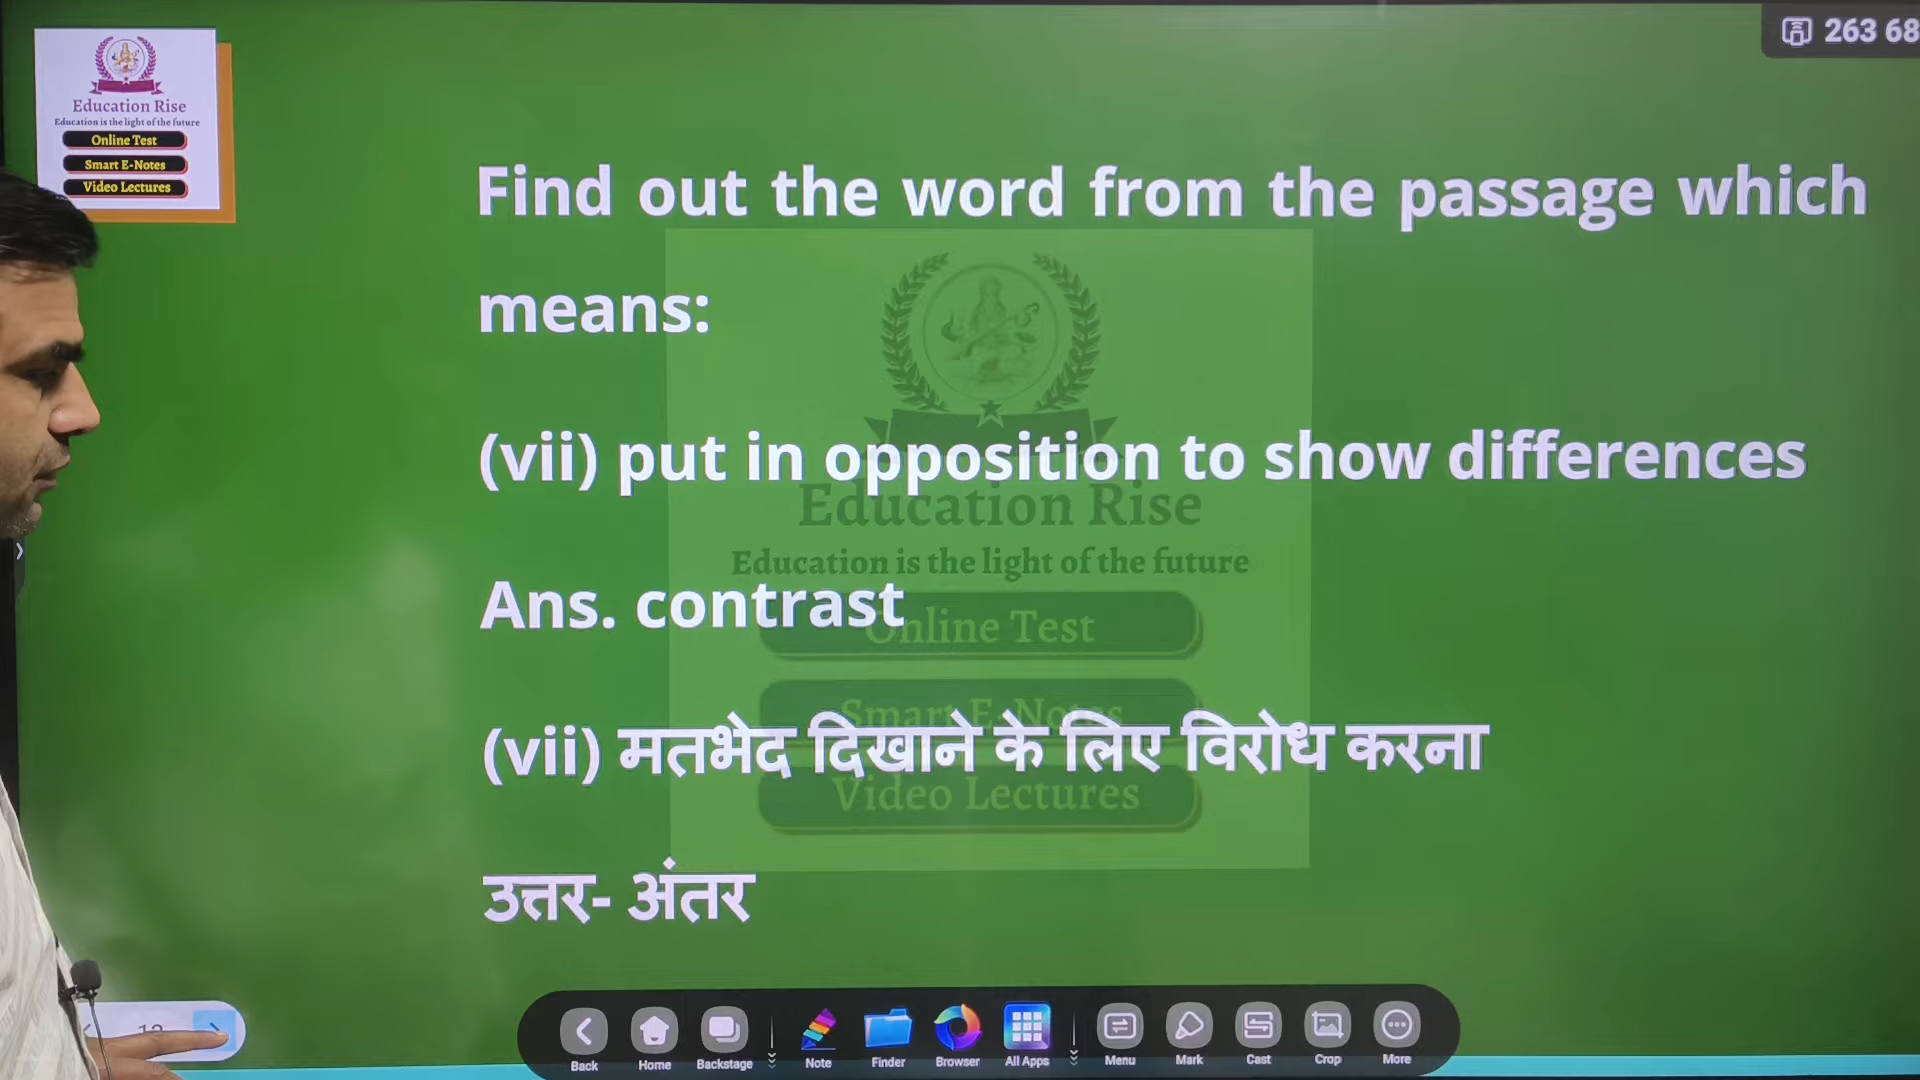 263 68
Education Rise
Education is the light of the future
Online Test
Smart E-Notes
Video Lectures
Find out the word from the passage which
means:
(vii) put in opposition to show differences
Education Rise
Education is the light of the future
Ans. contrast
Online Test
Smart E-Notes
(vii) मतभेद दिखाने के लिए विरोध करना
Video Lectures
उत्तर- अंतर
Back Home Backstage Note Finder Browser All Apps Menu Mark Cast Crop More